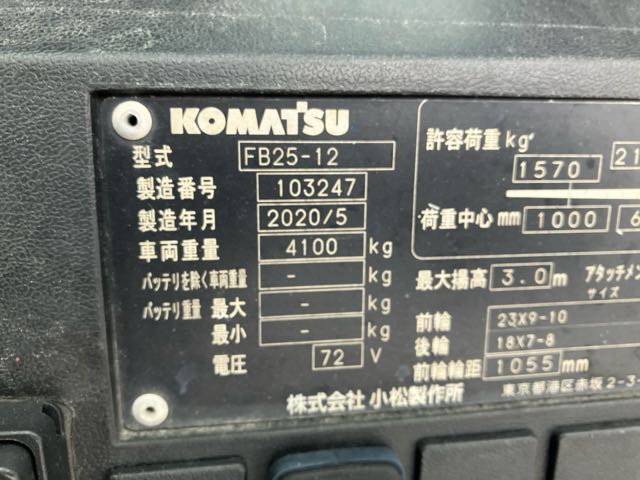 KOMATSU
型式 FB25-12
製造番号 103247
製造年月 2020/5
車両重量 4100 kg
バッテリを除く車両重量 - kg
バッテリ重量 最大 - kg
最小 - kg
電圧 72 V
許容荷重 kg
1570 21
荷重中心 mm 1000 6
最大揚高 3.0 m アタッチメン
サイズ
前輪 23X9-10
後輪 18X7-8
前輪輪距 1055 mm
株式会社 小松製作所
東京都港区赤坂2-3-